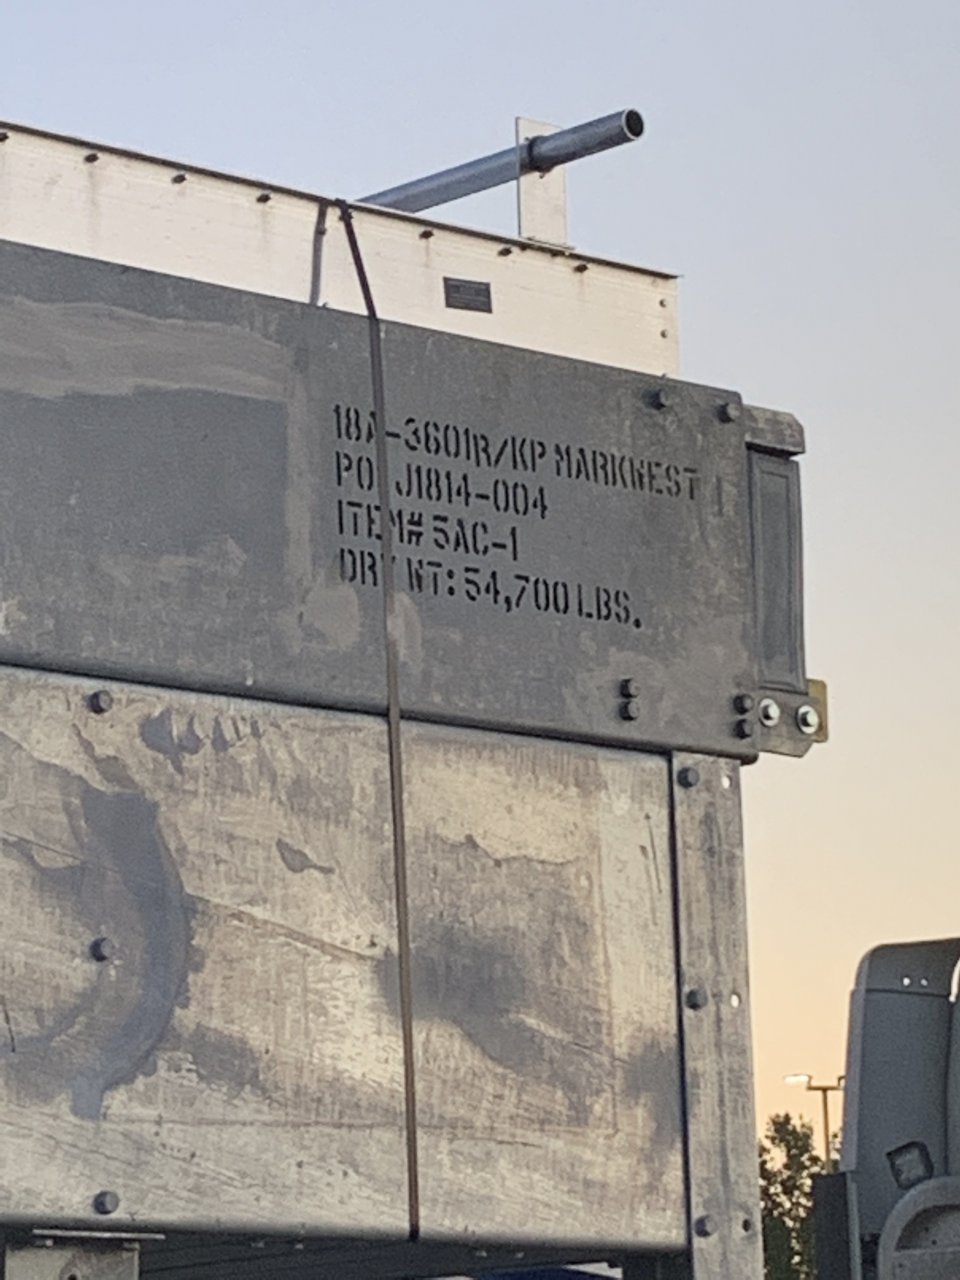 18A-3601R/KP MARKWEST
PO J1814-004
ITEM# 5AC-1
DRY WT: 54,700 LBS.